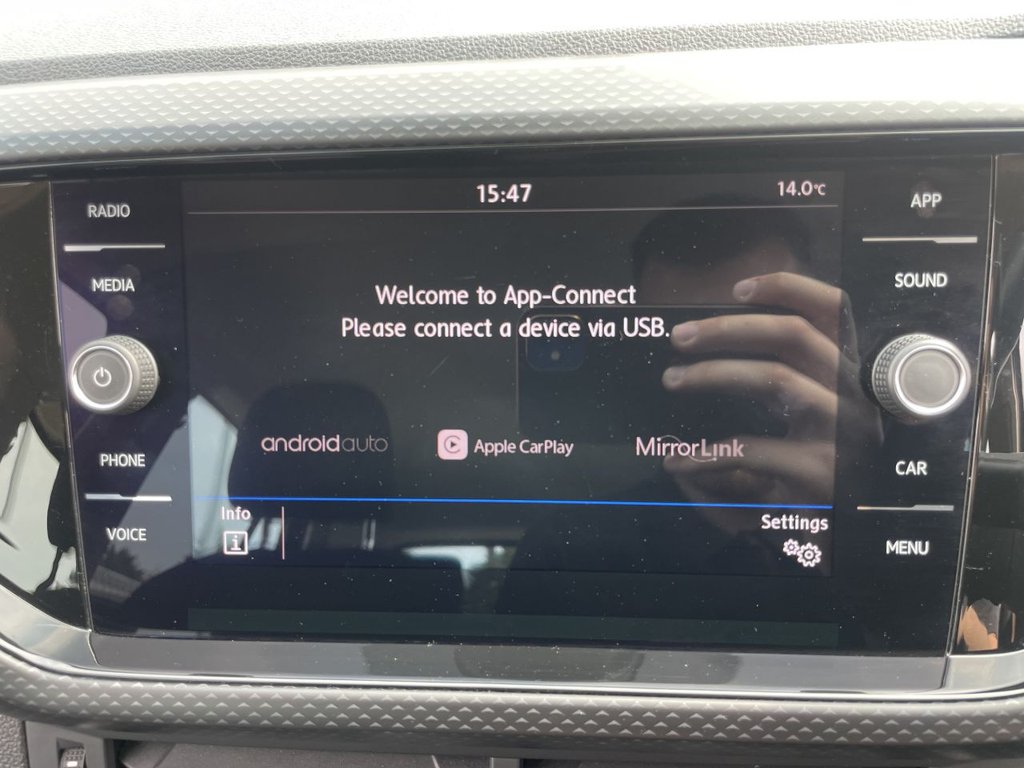 15:47
14.0°C
RADIO
MEDIA
PHONE
VOICE
Welcome to App-Connect
Please connect a device via USB.
androidauto
Apple CarPlay
MirrorLink
Info
i
Settings
APP
SOUND
CAR
MENU